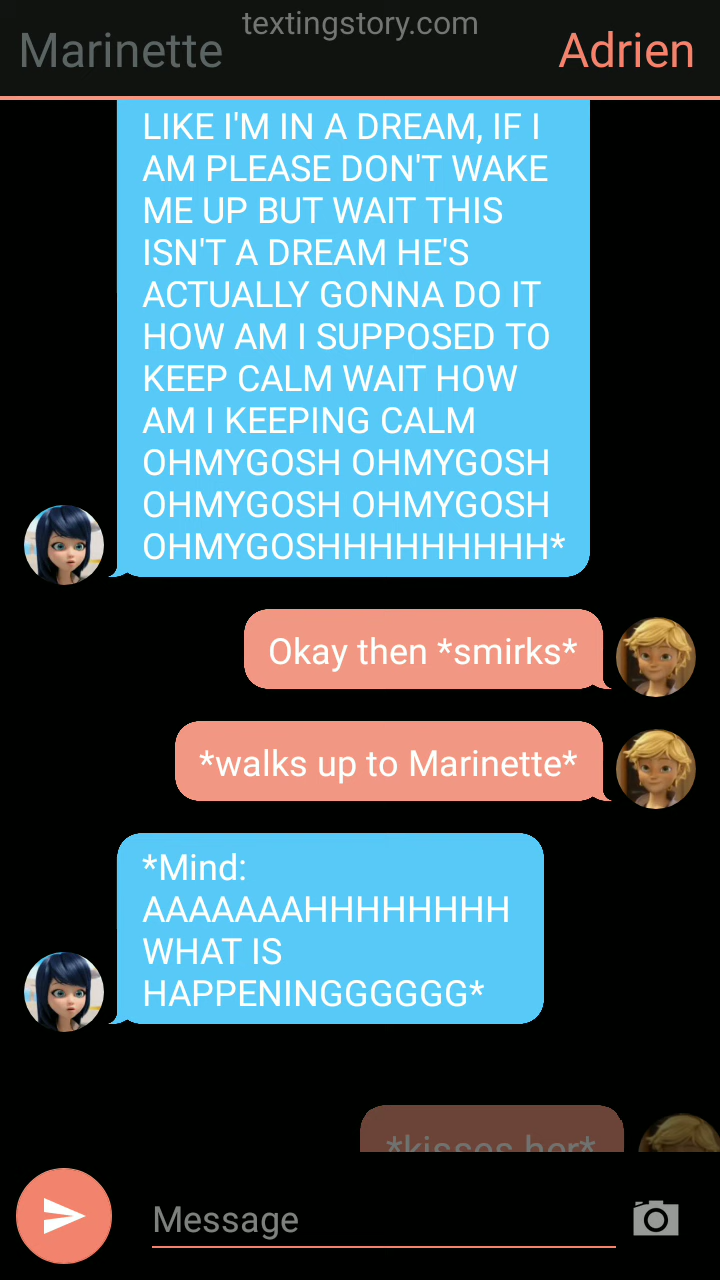 textingstory.com
Marinette
Adrien
LIKE I'M IN A DREAM, IF I
AM PLEASE DON'T WAKE
ME UP BUT WAIT THIS
ISN'T A DREAM HE'S
ACTUALLY GONNA DO IT
HOW AM I SUPPOSED TO
KEEP CALM WAIT HOW
AM I KEEPING CALM
OHMYGOSH OHMYGOSH
OHMYGOSH OHMYGOSH
OHMYGOSHHHHHHHHHH*
Okay then *smirks*
*walks up to Marinette*
*Mind:
AAAAAAAHHHHHHHH
WHAT IS
HAPPENINGGGGGG*
*kisses her*
Message